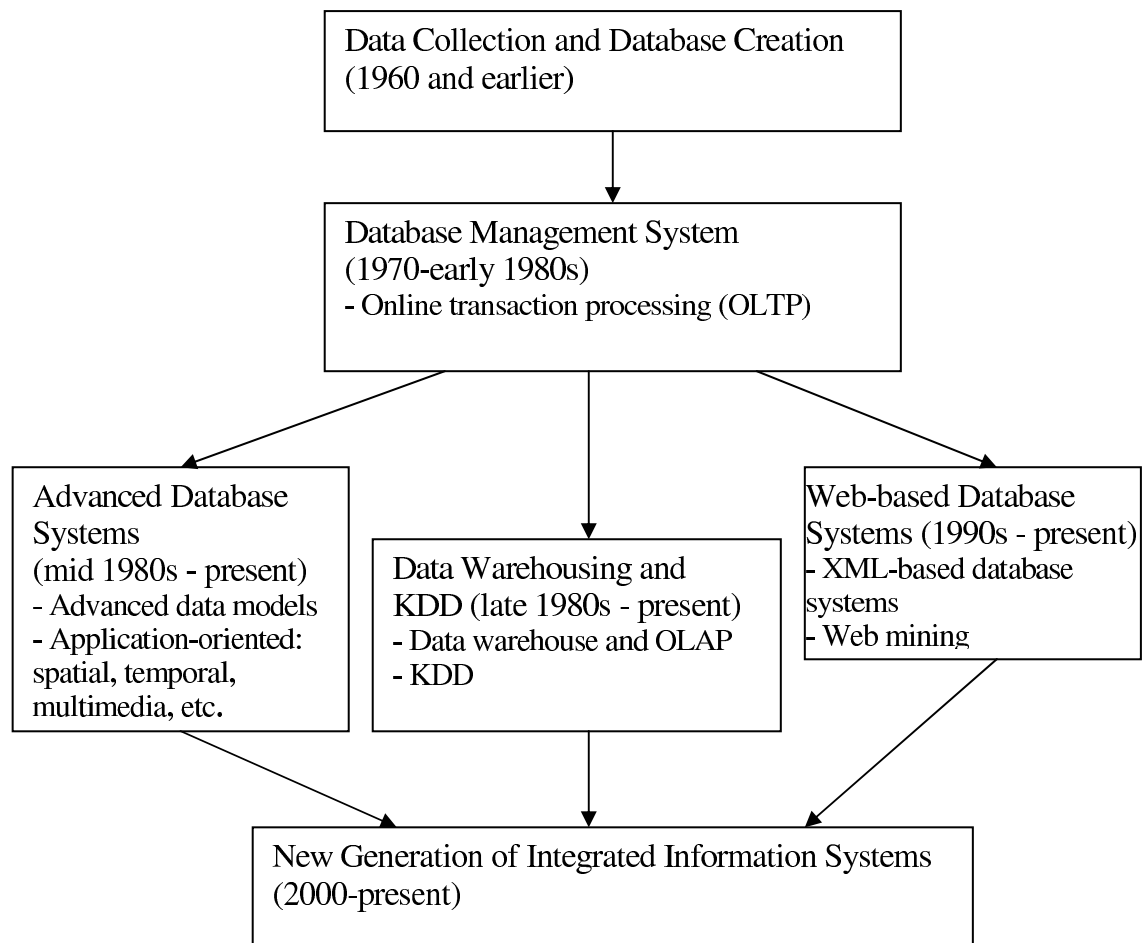 Data Collection and Database Creation
(1960 and earlier)
Database Management System
(1970-early 1980s)
- Online transaction processing (OLTP)
Advanced Database
Systems
(mid 1980s - present)
- Advanced data models
- Application-oriented:
spatial, temporal,
multimedia, etc.
Data Warehousing and
KDD (late 1980s - present)
- Data warehouse and OLAP
- KDD
Web-based Database
Systems (1990s - present)
- XML-based database
systems
- Web mining
New Generation of Integrated Information Systems
(2000-present)